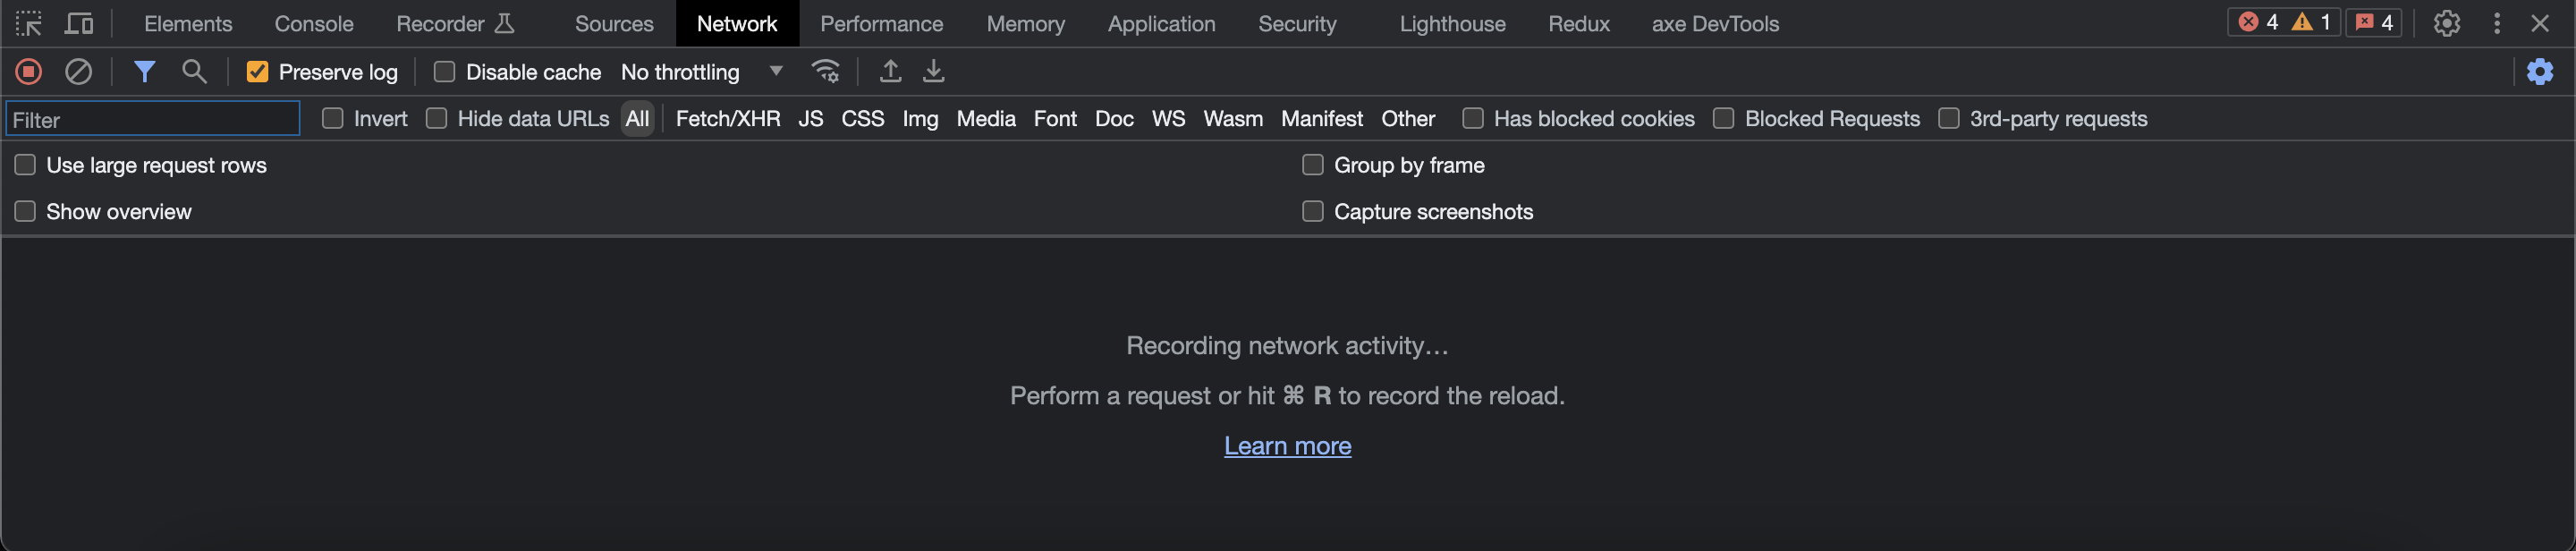 Elements Console Recorder Sources Network Performance Memory Application Security Lighthouse Redux axe DevTools 4 1 4
Preserve log Disable cache No throttling
Filter Invert Hide data URLs All Fetch/XHR JS CSS Img Media Font Doc WS Wasm Manifest Other Has blocked cookies Blocked Requests 3rd-party requests
Use large request rows Group by frame
Show overview Capture screenshots
Recording network activity…
Perform a request or hit ⌘ R to record the reload.
Learn more